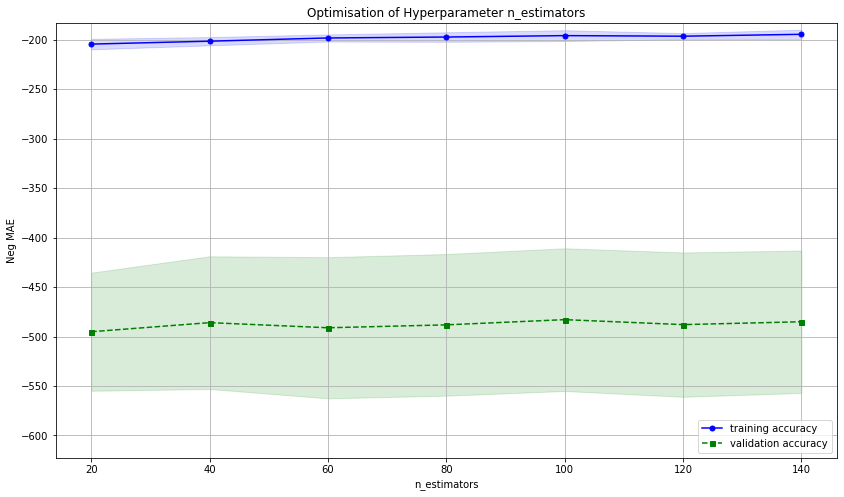 Optimisation of Hyperparameter n_estimators
Neg MAE
−200
−250
−300
−350
−400
−450
−500
−550
−600
20 40 60 80 100 120 140
n_estimators
training accuracy
validation accuracy